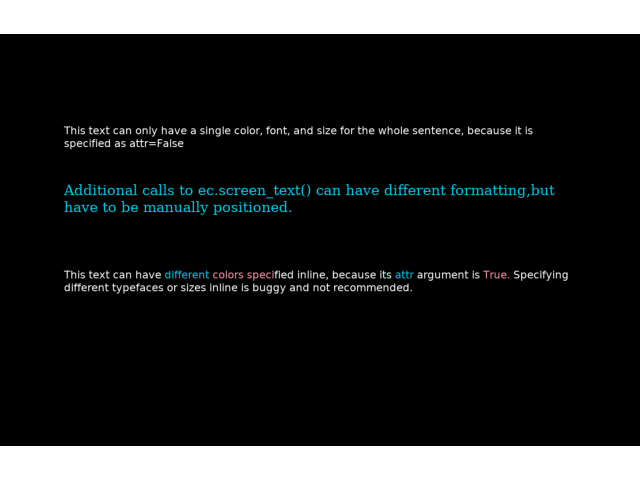 This text can only have a single color, font, and size for the whole sentence, because it is
specified as attr=False
Additional calls to ec.screen_text() can have different formatting,but
have to be manually positioned.
This text can have different colors specified inline, because its attr argument is True. Specifying
different typefaces or sizes inline is buggy and not recommended.